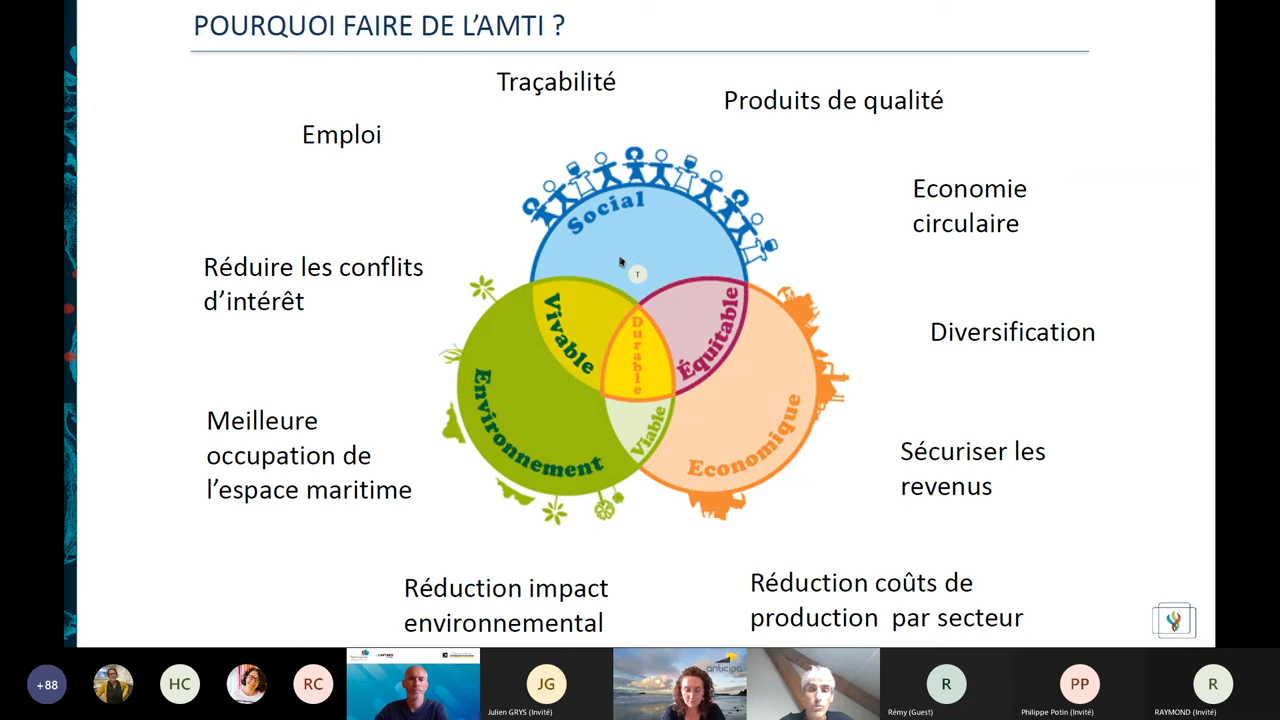 POURQUOI FAIRE DE L'AMTI ?
Traçabilité
Produits de qualité
Emploi
Economie
circulaire
Social
Réduire les conflits
d'intérêt
T
Vivable
Équitable
Durable
Diversification
Environnement
Viable
Economique
Meilleure
occupation de
l'espace maritime
Sécuriser les
revenus
Réduction impact
environnemental
Réduction coûts de
production par secteur
+88
HC
RC
JG
Julien GRYS (Invité)
anticipa
R
Rémy (Guest)
PP
Philippe Potin (Invité)
R
RAYMOND (Invité)